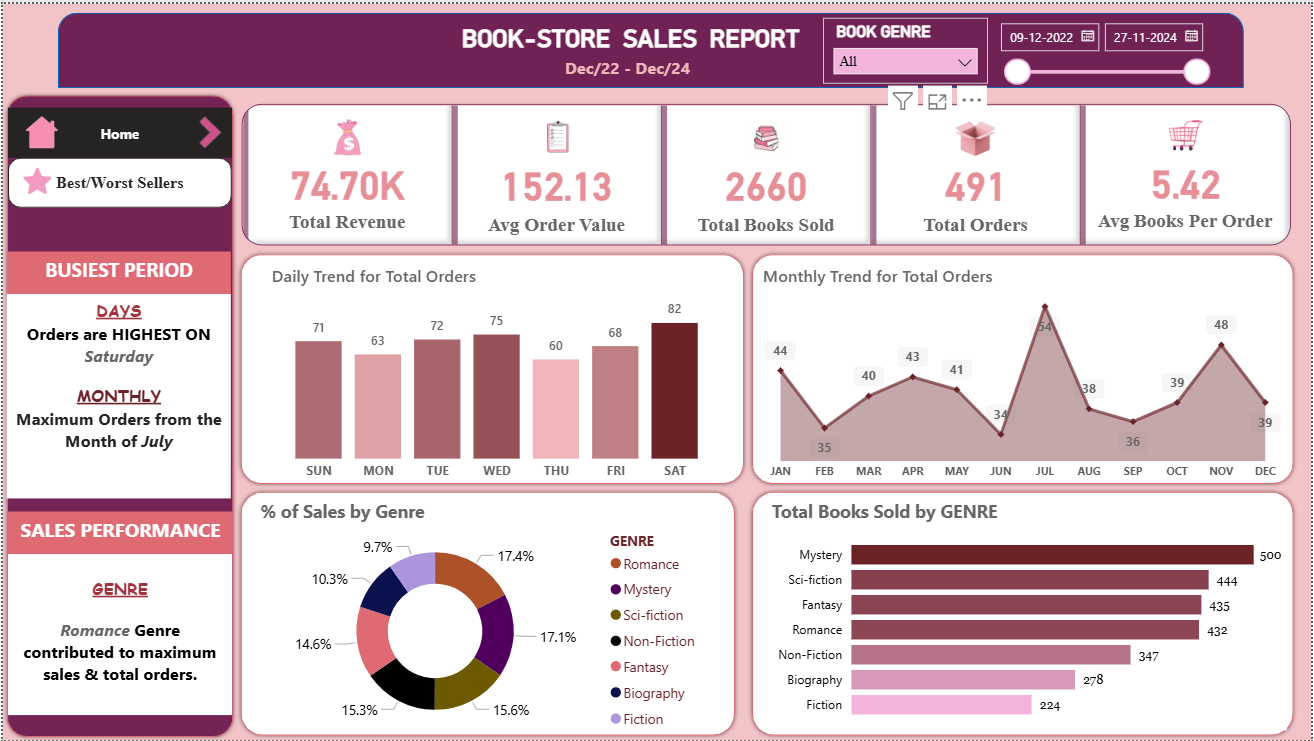 BOOK-STORE SALES REPORT
Dec/22 - Dec/24
BOOK GENRE
All
09-12-2022
27-11-2024
Home
Best/Worst Sellers
BUSIEST PERIOD
DAYS
Orders are HIGHEST ON
Saturday
MONTHLY
Maximum Orders from the
Month of July
SALES PERFORMANCE
GENRE
Romance Genre
contributed to maximum
sales & total orders.
$
74.70K
Total Revenue
152.13
Avg Order Value
2660
Total Books Sold
491
Total Orders
5.42
Avg Books Per Order
Daily Trend for Total Orders
71
63
72
75
60
68
82
SUN MON TUE WED THU FRI SAT
Monthly Trend for Total Orders
44
35
40
43
41
34
54
38
36
39
48
39
JAN FEB MAR APR MAY JUN JUL AUG SEP OCT NOV DEC
% of Sales by Genre
17.4%
17.1%
15.6%
15.3%
14.6%
10.3%
9.7%
GENRE
Romance
Mystery
Sci-fiction
Non-Fiction
Fantasy
Biography
Fiction
Total Books Sold by GENRE
Mystery 500
Sci-fiction 444
Fantasy 435
Romance 432
Non-Fiction 347
Biography 278
Fiction 224